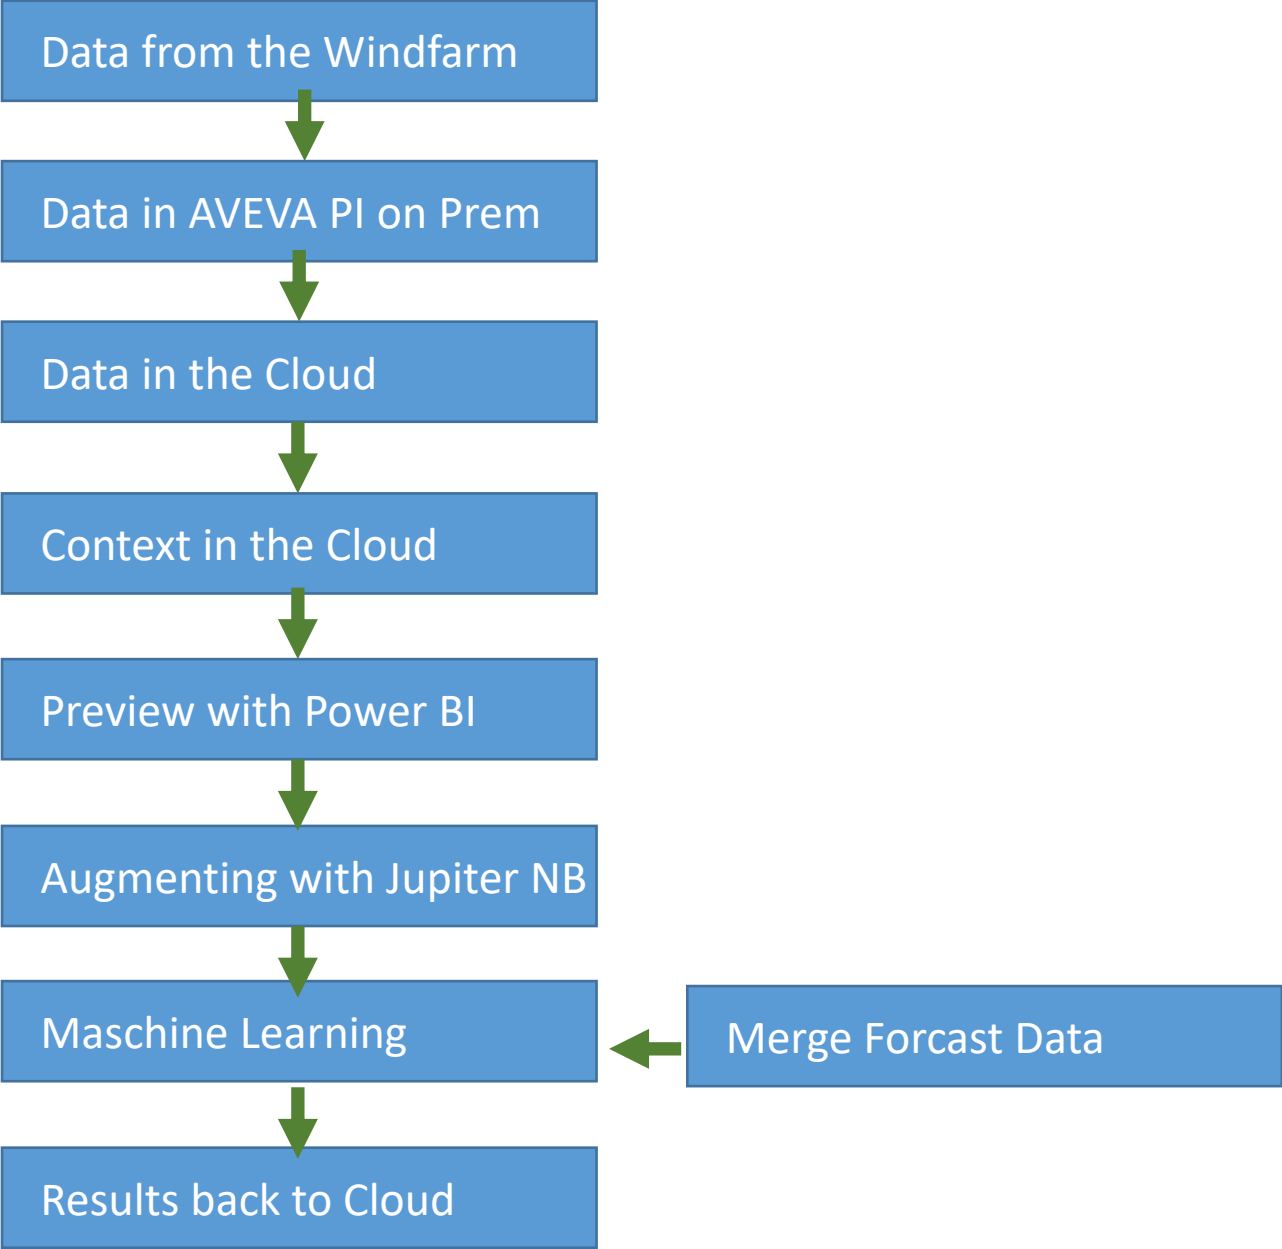 Data from the Windfarm
Data in AVEVA PI on Prem
Data in the Cloud
Context in the Cloud
Preview with Power BI
Augmenting with Jupiter NB
Maschine Learning
Merge Forcast Data
Results back to Cloud